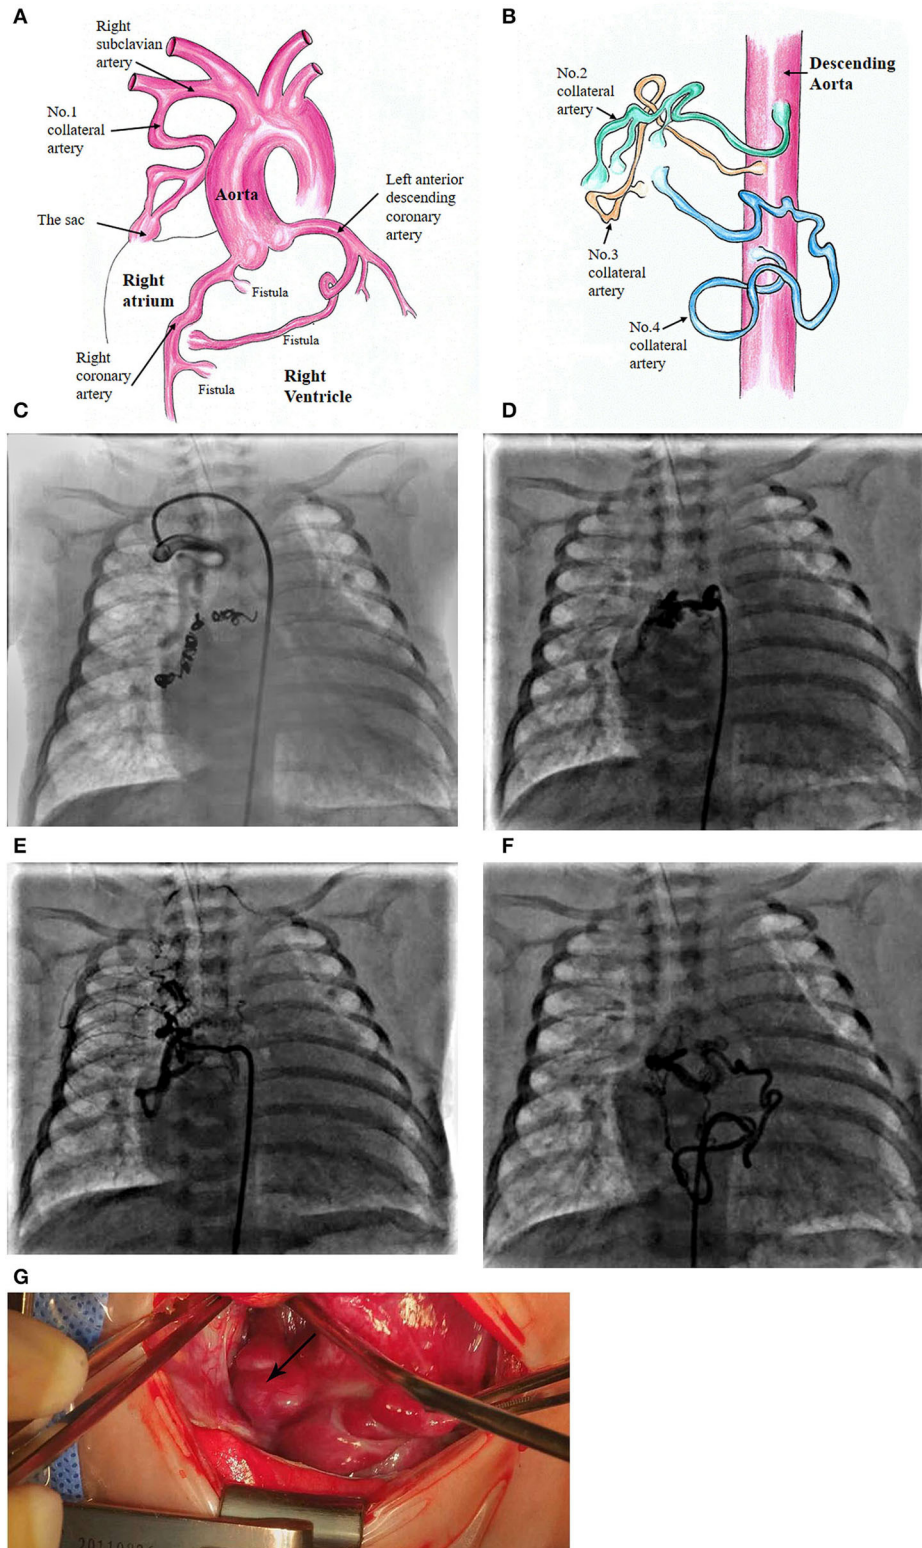 A
Right
subclavian
artery
No.1
collateral
artery
The sac
Aorta
Left anterior
descending
coronary
artery
Right
atrium
Fistula
Fistula
Right
coronary
artery
Fistula
Right
Ventricle
B
No.2
collateral
artery
Descending
Aorta
No.3
collateral
artery
No.4
collateral
artery
C
D
E
F
G